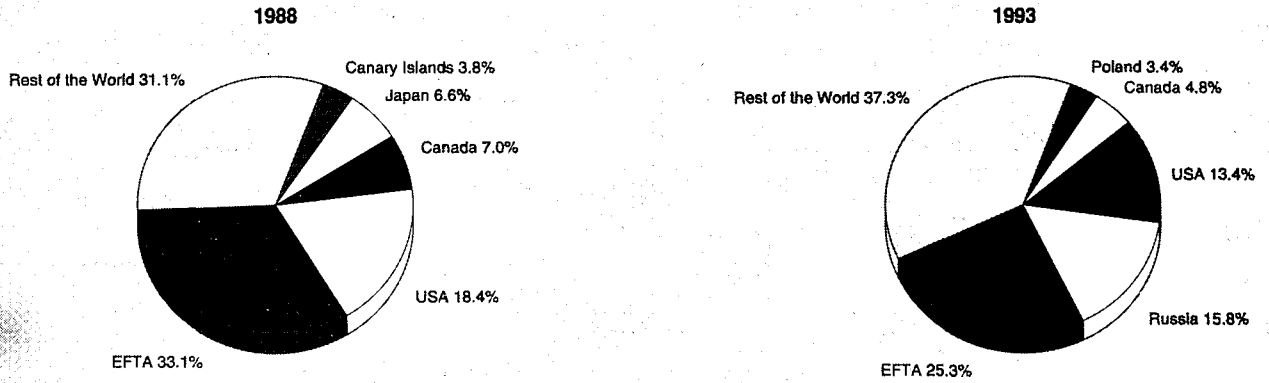 1988
Rest of the World 31.1%
Canary Islands 3.8%
Japan 6.6%
Canada 7.0%
USA 18.4%
EFTA 33.1%
1993
Rest of the World 37.3%
Poland 3.4%
Canada 4.8%
USA 13.4%
Russia 15.8%
EFTA 25.3%